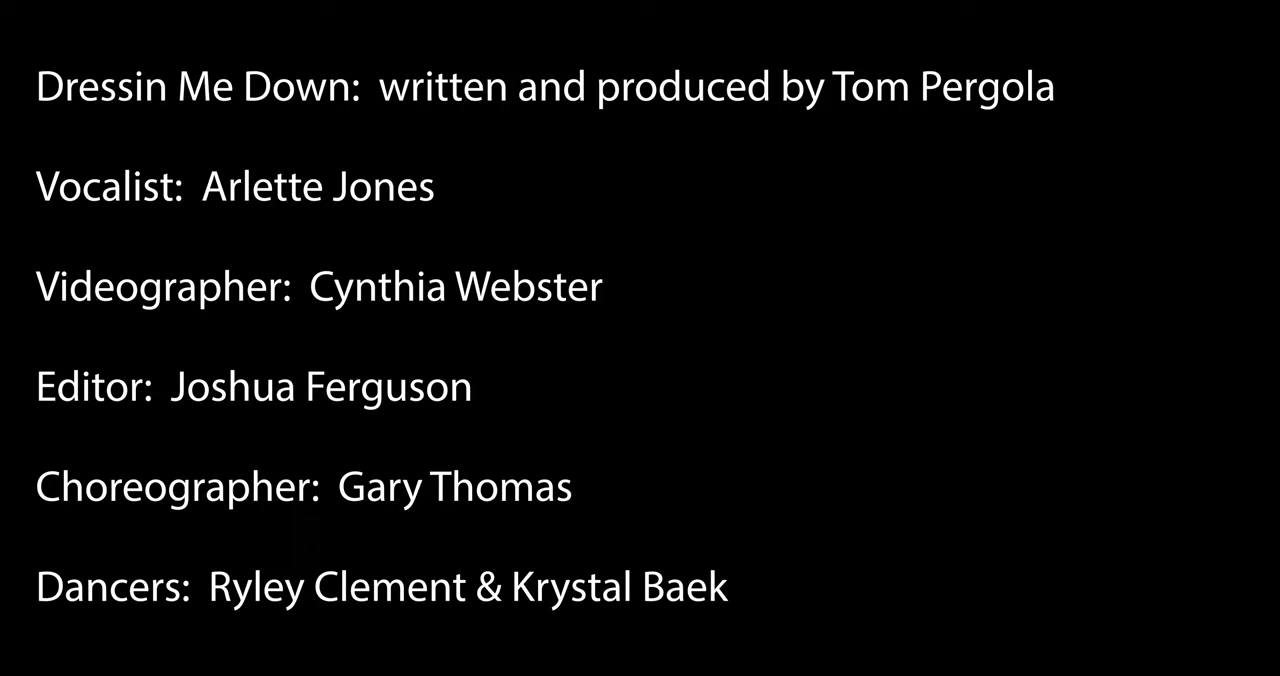 Dressin Me Down:  written and produced by Tom Pergola
Vocalist:  Arlette Jones
Videographer:  Cynthia Webster
Editor:  Joshua Ferguson
Choreographer:  Gary Thomas
Dancers:  Ryley Clement & Krystal Baek